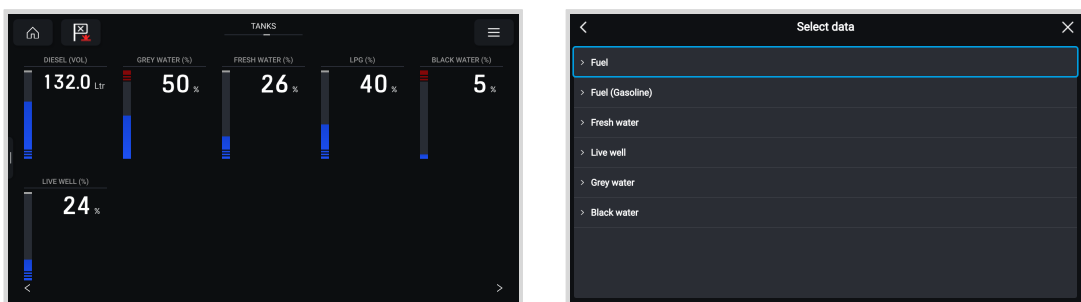 TANKS
DIESEL (VOL)
GREY WATER (%)
FRESH WATER (%)
LPG (%)
BLACK WATER (%)
132.0 Ltr
50 %
26 %
40 %
5 %
LIVE WELL (%)
24 %
Select data
Fuel
Fuel (Gasoline)
Fresh water
Live well
Grey water
Black water